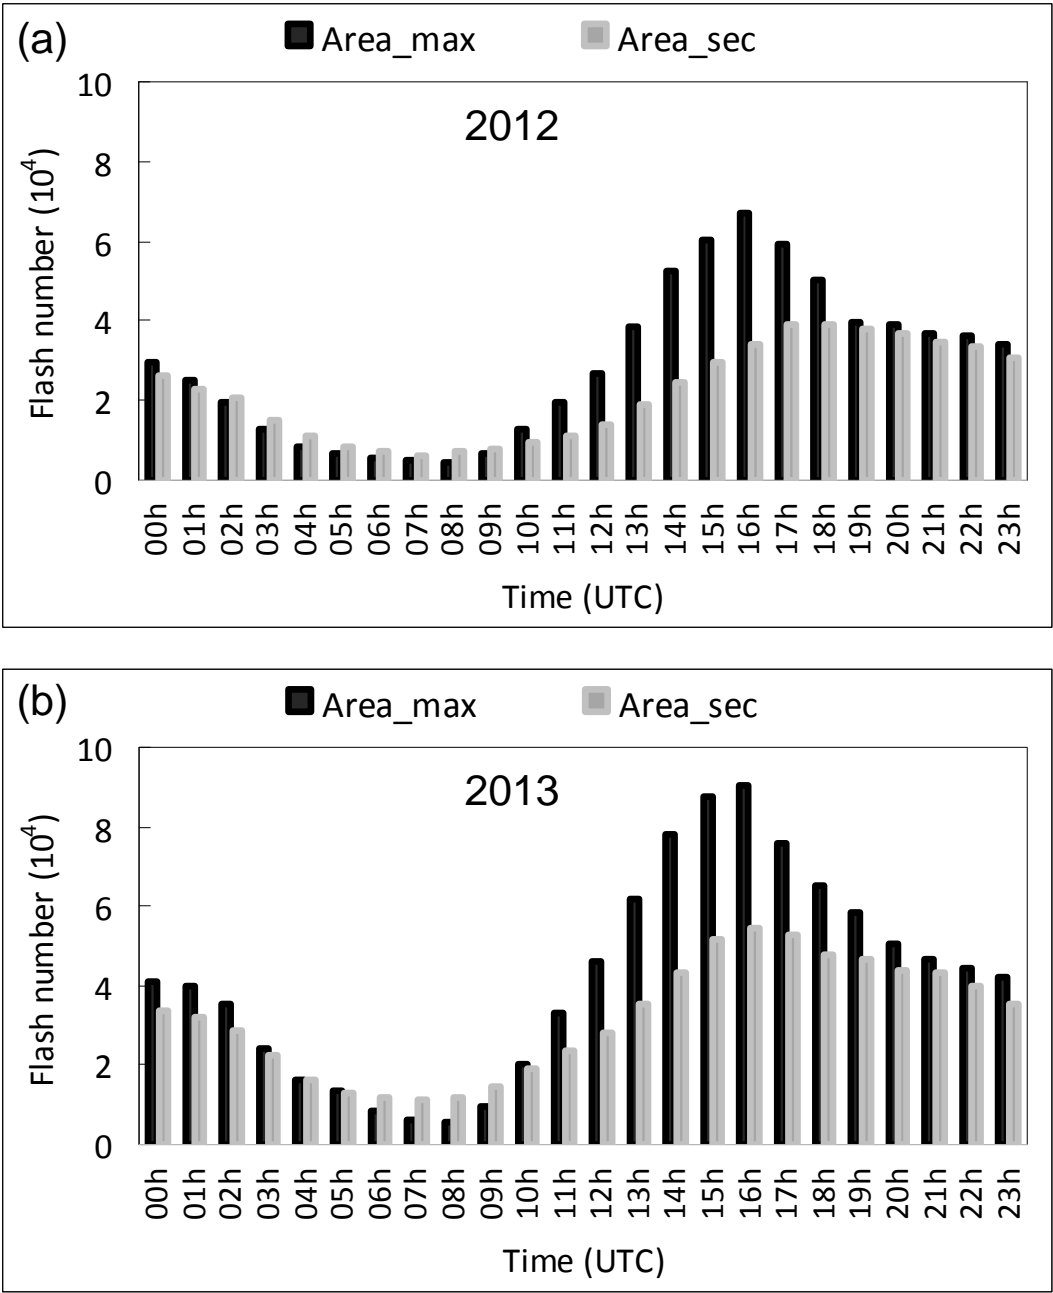 (a)
Area_max Area_sec
2012
Flash number (10⁴)
10
8
6
4
2
0
00h 01h 02h 03h 04h 05h 06h 07h 08h 09h 10h 11h 12h 13h 14h 15h 16h 17h 18h 19h 20h 21h 22h 23h
Time (UTC)
(b)
Area_max Area_sec
2013
Flash number (10⁴)
10
8
6
4
2
0
00h 01h 02h 03h 04h 05h 06h 07h 08h 09h 10h 11h 12h 13h 14h 15h 16h 17h 18h 19h 20h 21h 22h 23h
Time (UTC)